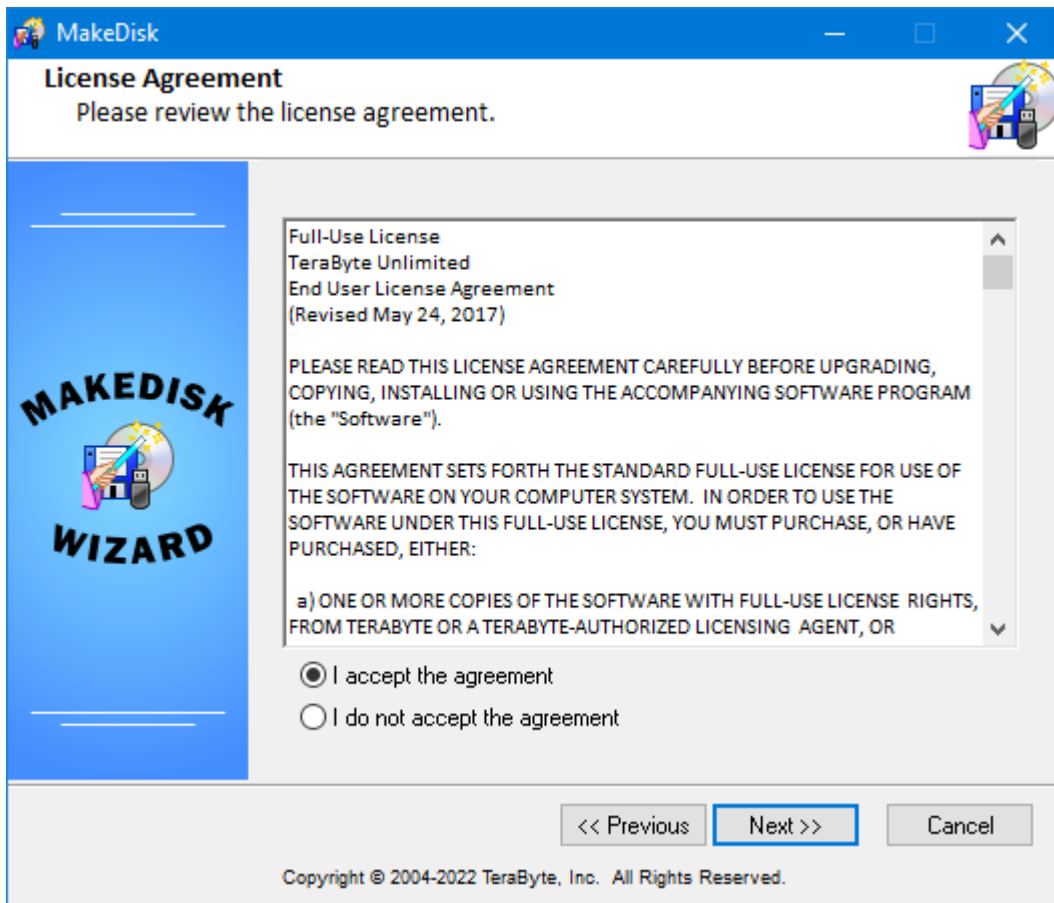 MakeDisk
License Agreement
Please review the license agreement.
Full-Use License
TeraByte Unlimited
End User License Agreement
(Revised May 24, 2017)
PLEASE READ THIS LICENSE AGREEMENT CAREFULLY BEFORE UPGRADING,
COPYING, INSTALLING OR USING THE ACCOMPANYING SOFTWARE PROGRAM
(the "Software").
THIS AGREEMENT SETS FORTH THE STANDARD FULL-USE LICENSE FOR USE OF
THE SOFTWARE ON YOUR COMPUTER SYSTEM.  IN ORDER TO USE THE
SOFTWARE UNDER THIS FULL-USE LICENSE, YOU MUST PURCHASE, OR HAVE
PURCHASED, EITHER:
a) ONE OR MORE COPIES OF THE SOFTWARE WITH FULL-USE LICENSE  RIGHTS,
FROM TERABYTE OR A TERABYTE-AUTHORIZED LICENSING  AGENT, OR
MAKEDISK
WIZARD
I accept the agreement
I do not accept the agreement
<< Previous
Next >>
Cancel
Copyright © 2004-2022 TeraByte, Inc.  All Rights Reserved.